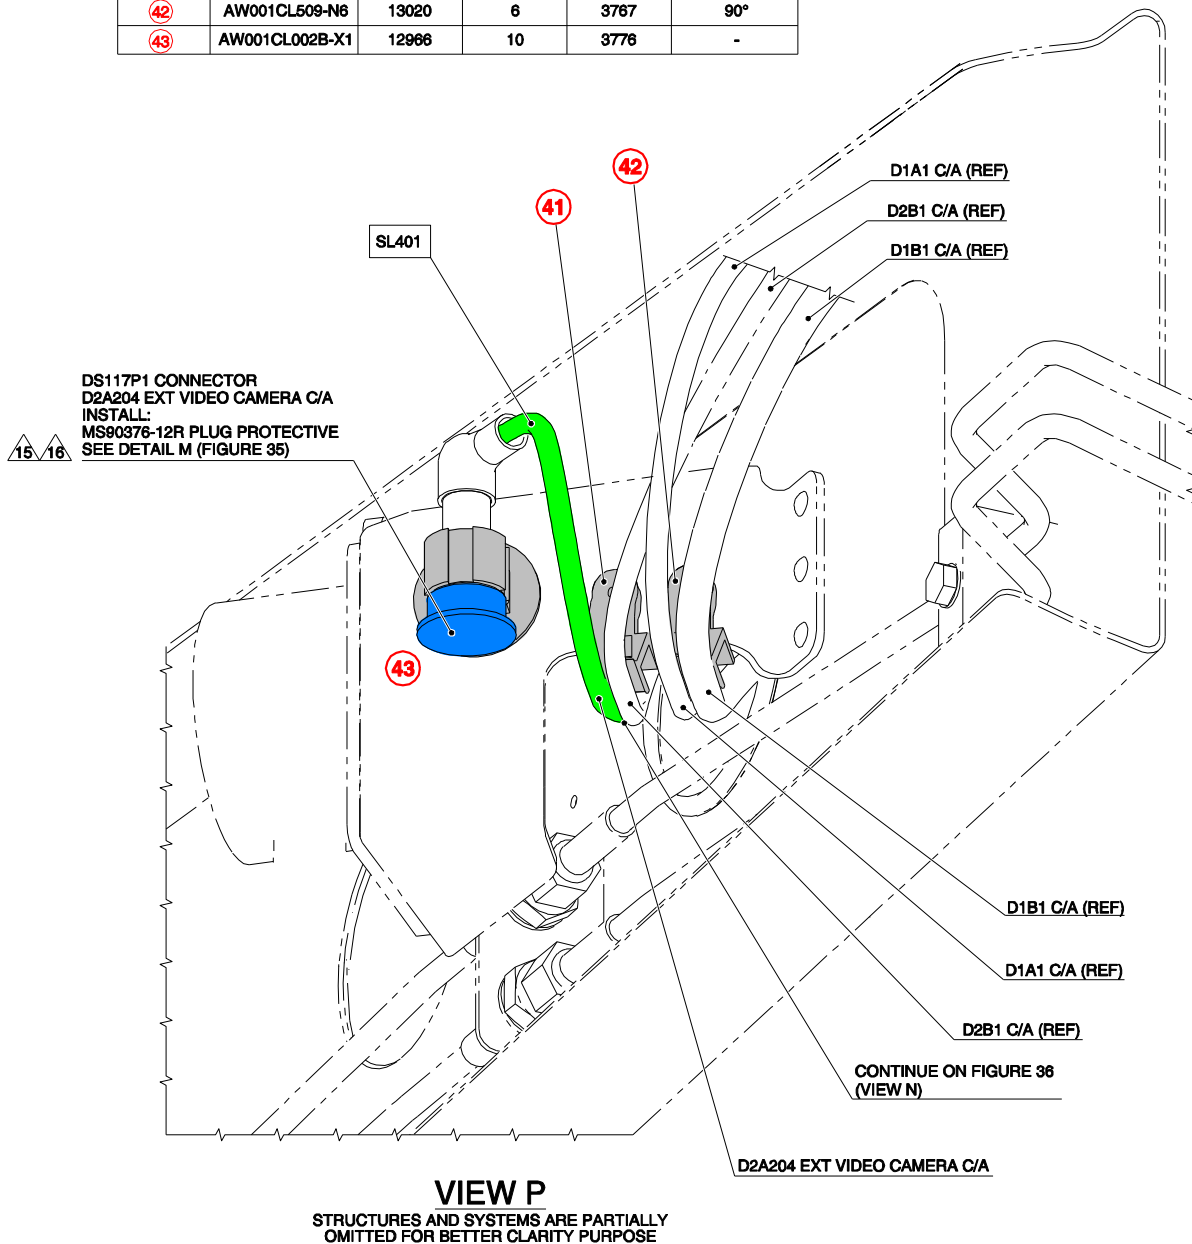 42 AW001CL509-N6 13020 6 3767 90°
43 AW001CL002B-X1 12966 10 3776 -
42
D1A1 C/A (REF)
41
D2B1 C/A (REF)
SL401
D1B1 C/A (REF)
DS117P1 CONNECTOR
D2A204 EXT VIDEO CAMERA C/A
INSTALL:
MS90376-12R PLUG PROTECTIVE
15 16 SEE DETAIL M (FIGURE 35)
43
D1B1 C/A (REF)
D1A1 C/A (REF)
D2B1 C/A (REF)
CONTINUE ON FIGURE 36
(VIEW N)
D2A204 EXT VIDEO CAMERA C/A
VIEW P
STRUCTURES AND SYSTEMS ARE PARTIALLY
OMITTED FOR BETTER CLARITY PURPOSE